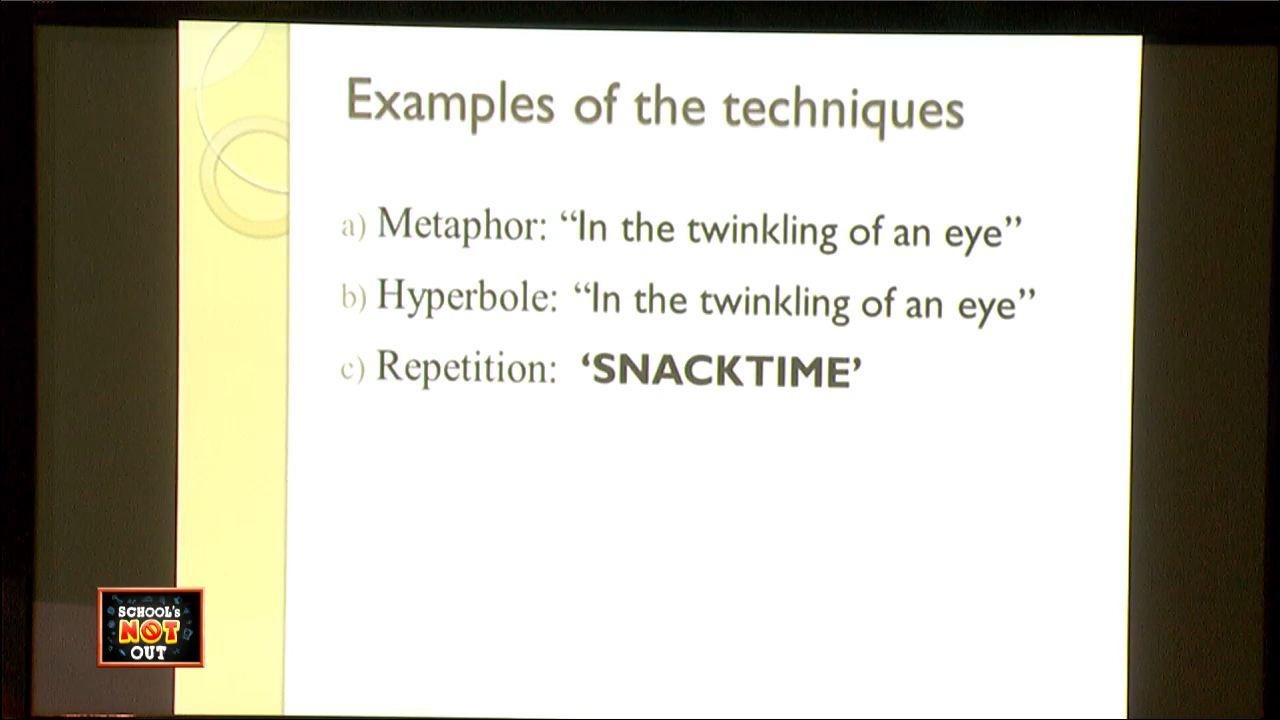 Examples of the techniques
a) Metaphor: “In the twinkling of an eye”
b) Hyperbole: “In the twinkling of an eye”
c) Repetition: ‘SNACKTIME’
SCHOOL'S
NOT
OUT